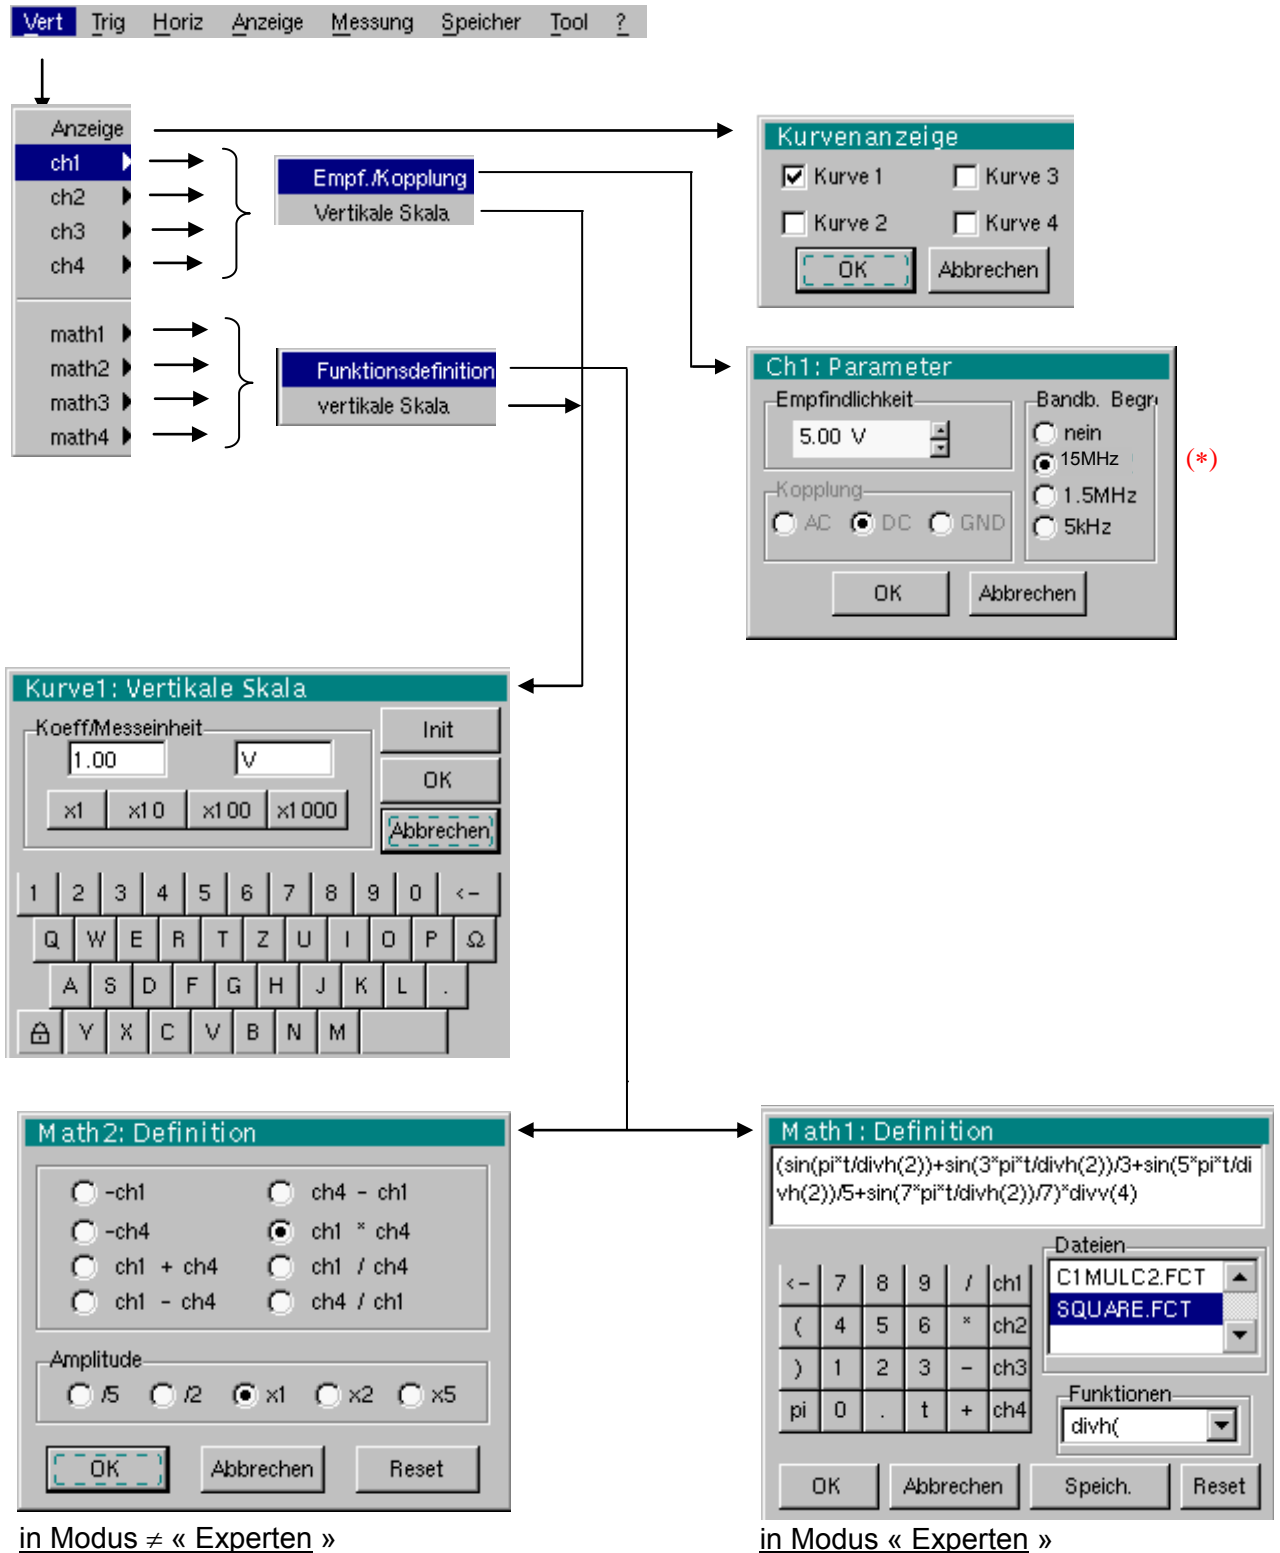 Vert Trig Horiz Anzeige Messung Speicher Tool ?
Anzeige
ch1
ch2
ch3
ch4
math1
math2
math3
math4
Empf./Kopplung
Vertikale Skala
Funktionsdefinition
vertikale Skala
Kurvenanzeige
Kurve 1 Kurve 3
Kurve 2 Kurve 4
OK Abbrechen
Ch1: Parameter
Empfindlichkeit
5.00 V
Kopplung
AC DC GND
Bandb. Begr
nein
15MHz
1.5MHz
5kHz
OK Abbrechen
(*)
Kurve1: Vertikale Skala
Koeff/Messeinheit
1.00 V
x1 x10 x100 x1000
Init
OK
Abbrechen
1 2 3 4 5 6 7 8 9 0 <-
Q W E R T Z U I O P Ω
A S D F G H J K L .
Y X C V B N M
Math2: Definition
-ch1 ch4 - ch1
-ch4 ch1 * ch4
ch1 + ch4 ch1 / ch4
ch1 - ch4 ch4 / ch1
Amplitude
/5 /2 x1 x2 x5
OK Abbrechen Reset
in Modus ≠ « Experten »
Math1: Definition
(sin(pi*t/divh(2))+sin(3*pi*t/divh(2))/3+sin(5*pi*t/di
vh(2))/5+sin(7*pi*t/divh(2))/7)*divv(4)
<- 7 8 9 / ch1
( 4 5 6 * ch2
) 1 2 3 - ch3
pi 0 . t + ch4
Dateien
C1MULC2.FCT
SQUARE.FCT
Funktionen
divh(
OK Abbrechen Speich. Reset
in Modus « Experten »